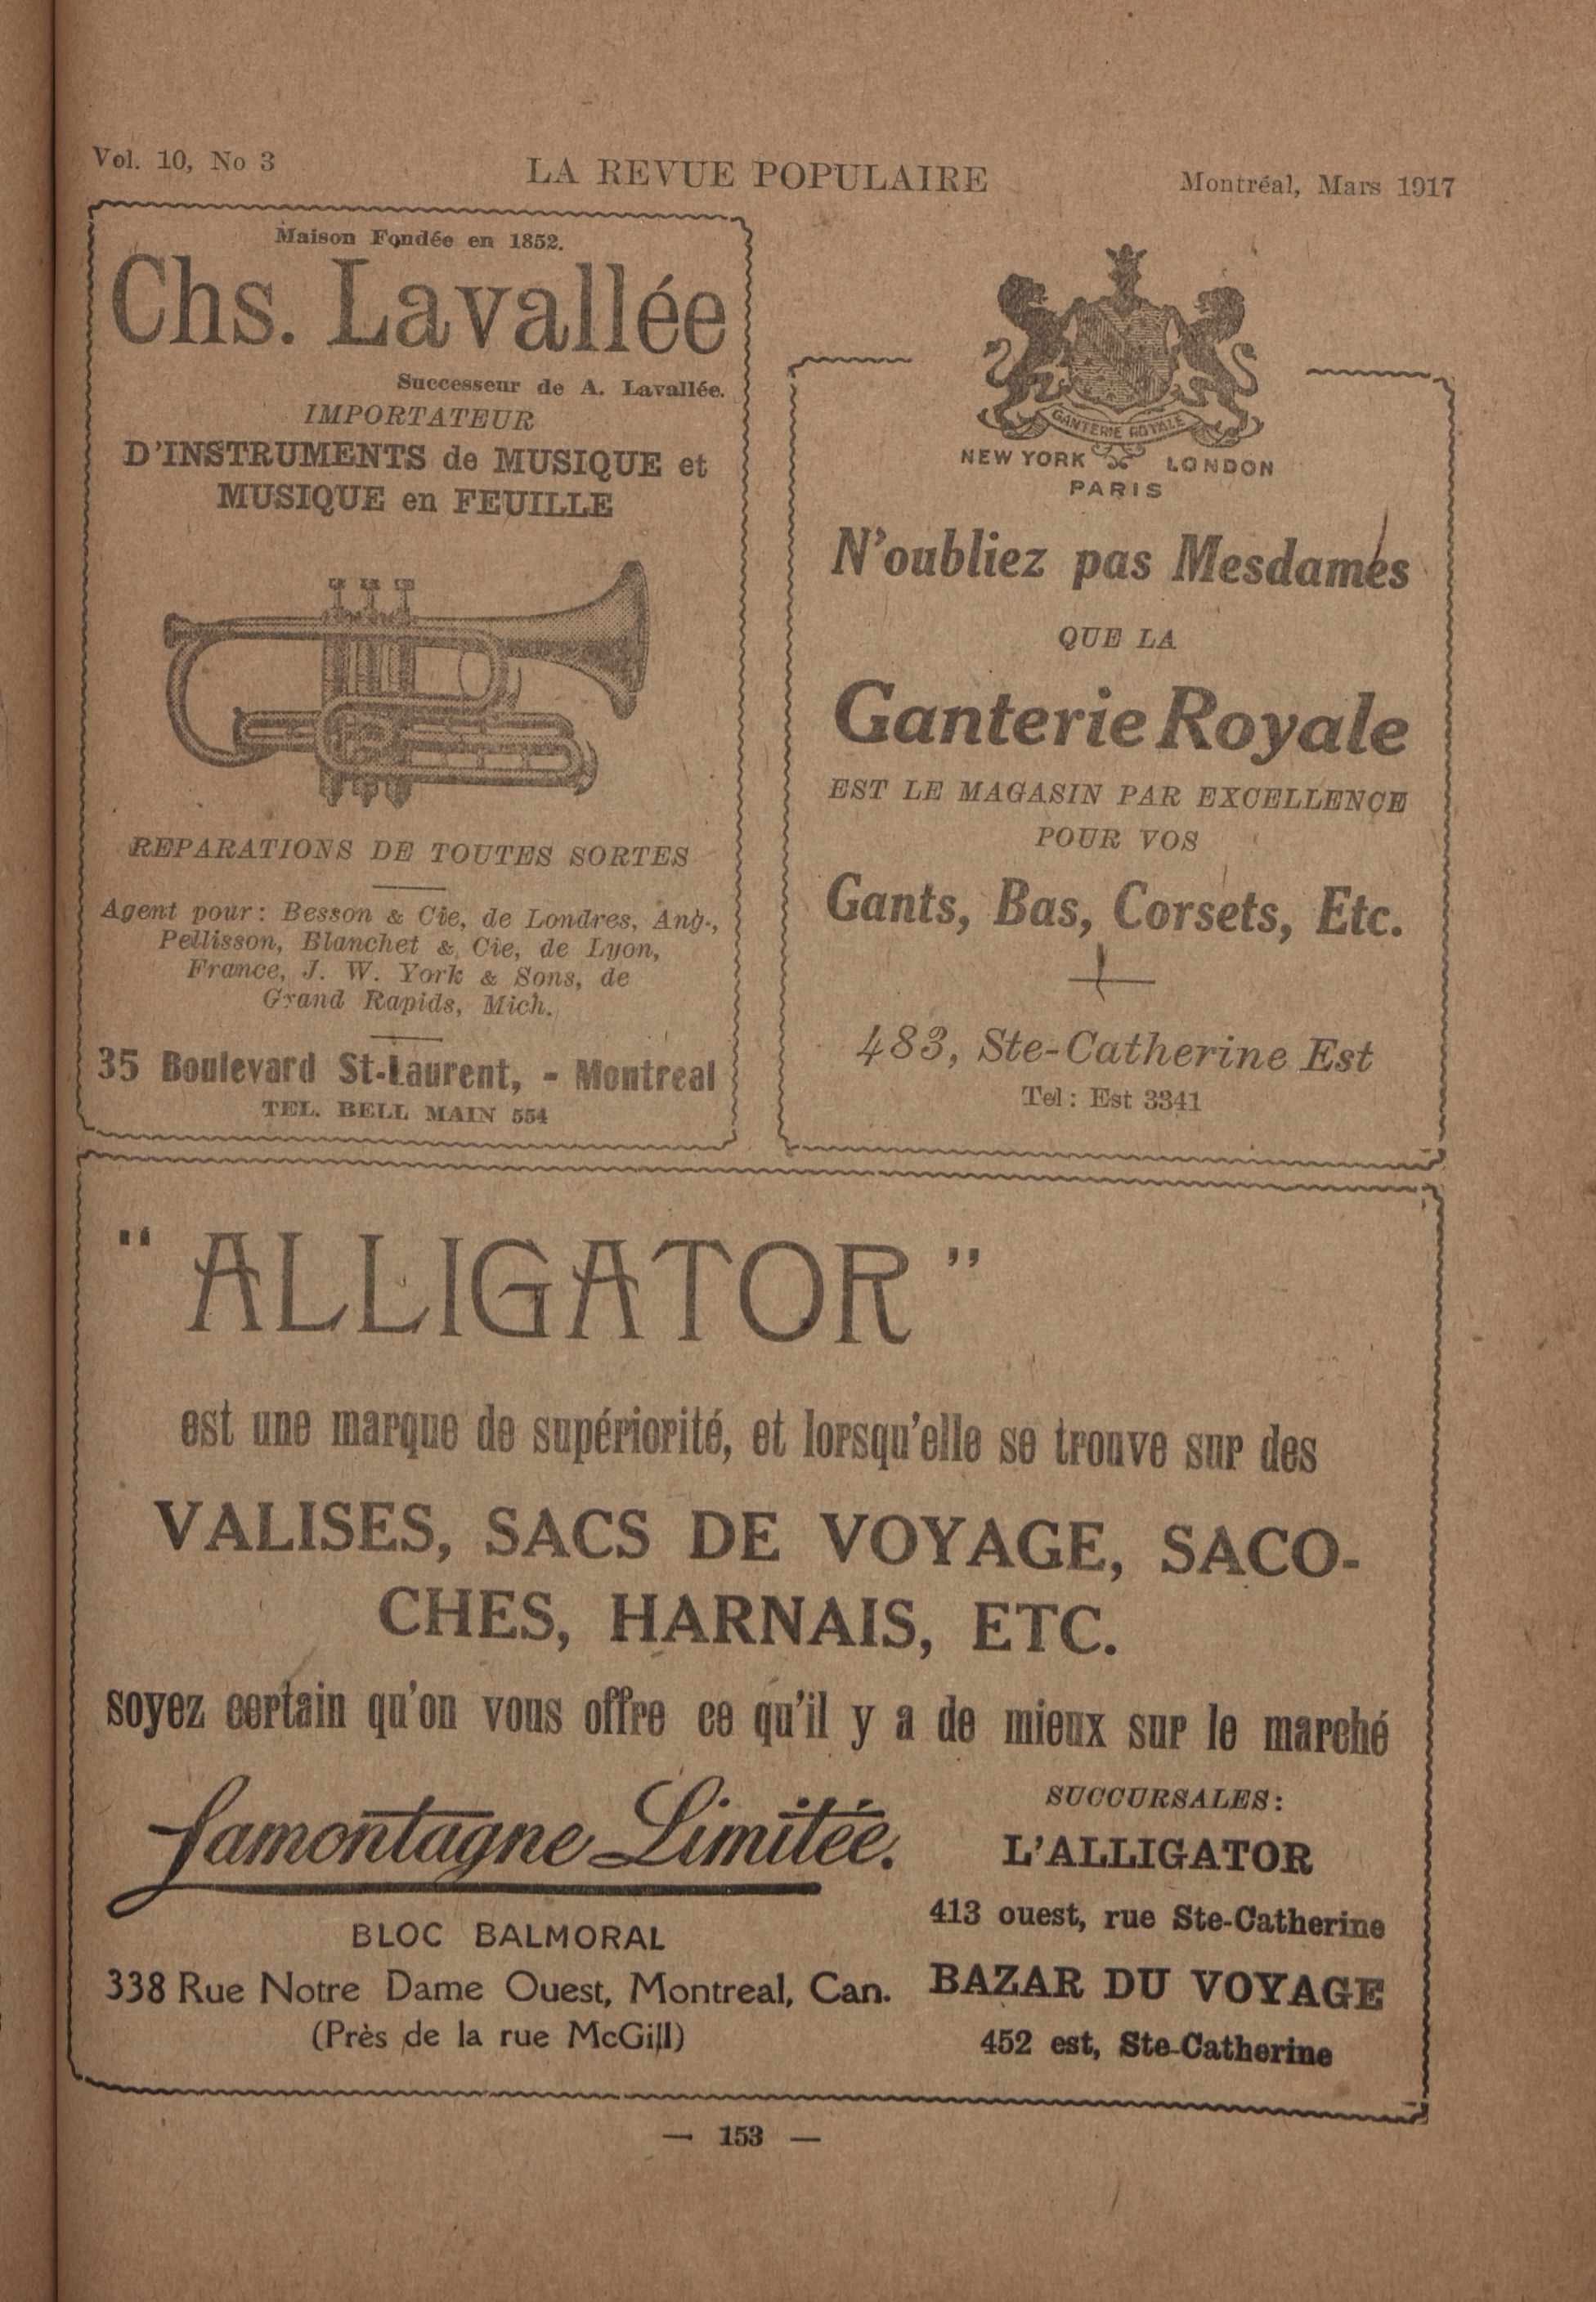 Vol. 10, No 3
LA REVUE POPULAIRE
Montréal, Mars 1917
Maison Fondée en 1852.
Chs. Lavallée
Successeur de A. Lavallée.
IMPORTATEUR
D'INSTRUMENTS de MUSIQUE et
MUSIQUE en FEUILLE
REPARATIONS DE TOUTES SORTES
Agent pour: Besson & Cie, de Londres, Ang.,
Pellisson, Blanchet & Cie, de Lyon,
France, J. W. York & Sons, de
Grand Rapids, Mich.
35 Boulevard St-Laurent, - Montreal
TEL. BELL MAIN 554
GANTERIE ROYALE
NEW YORK LONDON
PARIS
N'oubliez pas Mesdames
QUE LA
Ganterie Royale
EST LE MAGASIN PAR EXCELLENCE
POUR VOS
Gants, Bas, Corsets, Etc.
483, Ste-Catherine Est
Tel: Est 3341
"ALLIGATOR"
est une marque de supériorité, et lorsqu'elle se trouve sur des
VALISES, SACS DE VOYAGE, SACO-
CHES, HARNAIS, ETC.
soyez certain qu'on vous offre ce qu'il y a de mieux sur le marché
Lamontagne Limitée.
BLOC BALMORAL
338 Rue Notre Dame Ouest, Montreal, Can.
(Près de la rue McGill)
SUCCURSALES:
L'ALLIGATOR
413 ouest, rue Ste-Catherine
BAZAR DU VOYAGE
452 est, Ste-Catherine
— 153 —